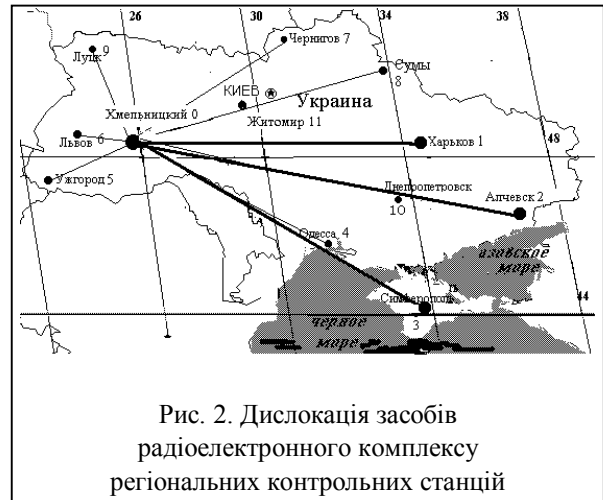 26 30 34 38
Чернигов 7
Луцк 9
Сумы
8
КИЕВ
Украина
Хмельницкий 0
Житомир 11
Львов 6
Харьков 1
48
Ужгород 5
Днепропетровск
10
Алчевск 2
Одесса 4
азовское
море
Симферополь
44
3
черное
море
Рис. 2. Дислокація засобів
радіоелектронного комплексу
регіональних контрольних станцій